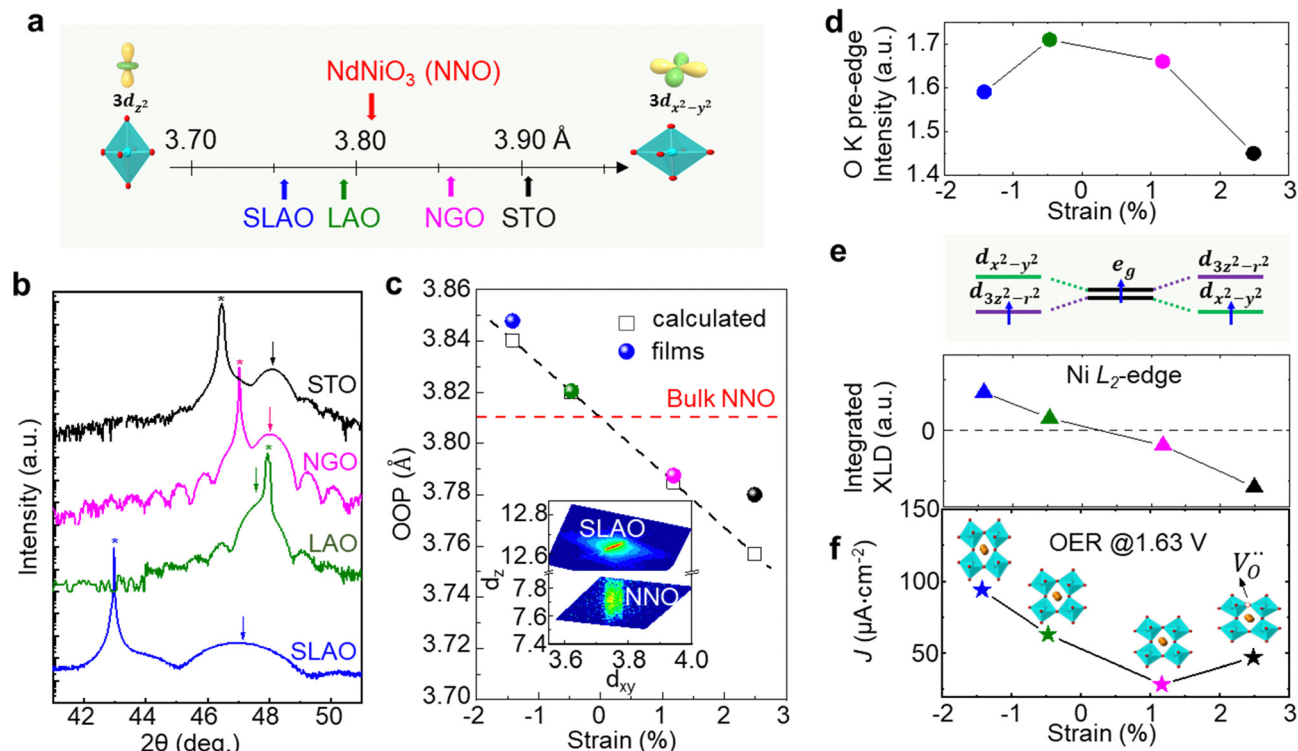 a
NdNiO₃ (NNO)
3d_z²
3d_x²−y²
3.70
3.80
3.90 Å
SLAO
LAO
NGO
STO
b
*
*
*
*
STO
NGO
LAO
SLAO
Intensity (a.u.)
42
44
46
48
50
2θ (deg.)
c
3.86
3.84
3.82
3.80
3.78
3.76
3.74
3.72
3.70
OOP (Å)
calculated
films
Bulk NNO
12.8
12.6
7.8
7.6
7.4
d_z
SLAO
NNO
3.6
3.8
4.0
d_xy
-2
-1
0
1
2
3
Strain (%)
d
1.7
1.6
1.5
1.4
O K pre-edge
Intensity (a.u.)
-2
-1
0
1
2
3
Strain (%)
e
d_x²−y²
e_g
d_3z²−r²
d_3z²−r²
d_x²−y²
Ni L₂-edge
0
Integrated
XLD (a.u.)
f
150
100
50
J (µA·cm⁻²)
OER @1.63 V
V_O¨
-2
-1
0
1
2
3
Strain (%)